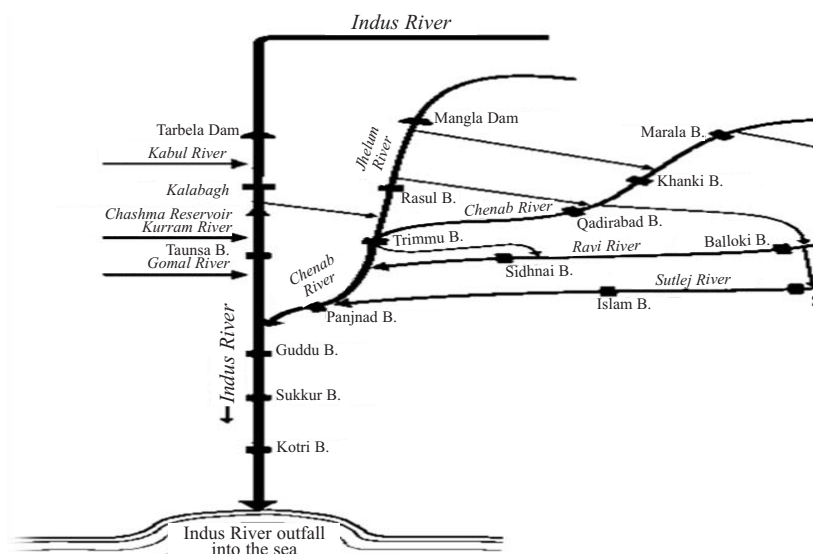 Indus River
Tarbela Dam
Mangla Dam
Marala B.
Kabul River
Jhelum
River
Kalabagh
Rasul B.
Khanki B.
Chashma Reservoir
Chenab River
Qadirabad B.
Kurram River
Trimmu B.
Taunsa B.
Ravi River
Balloki B.
Gomal River
Sidhnai B.
Chenab
River
Sutlej River
Islam B.
Panjnad B.
Indus River
Guddu B.
Sukkur B.
Kotri B.
Indus River outfall
into the sea